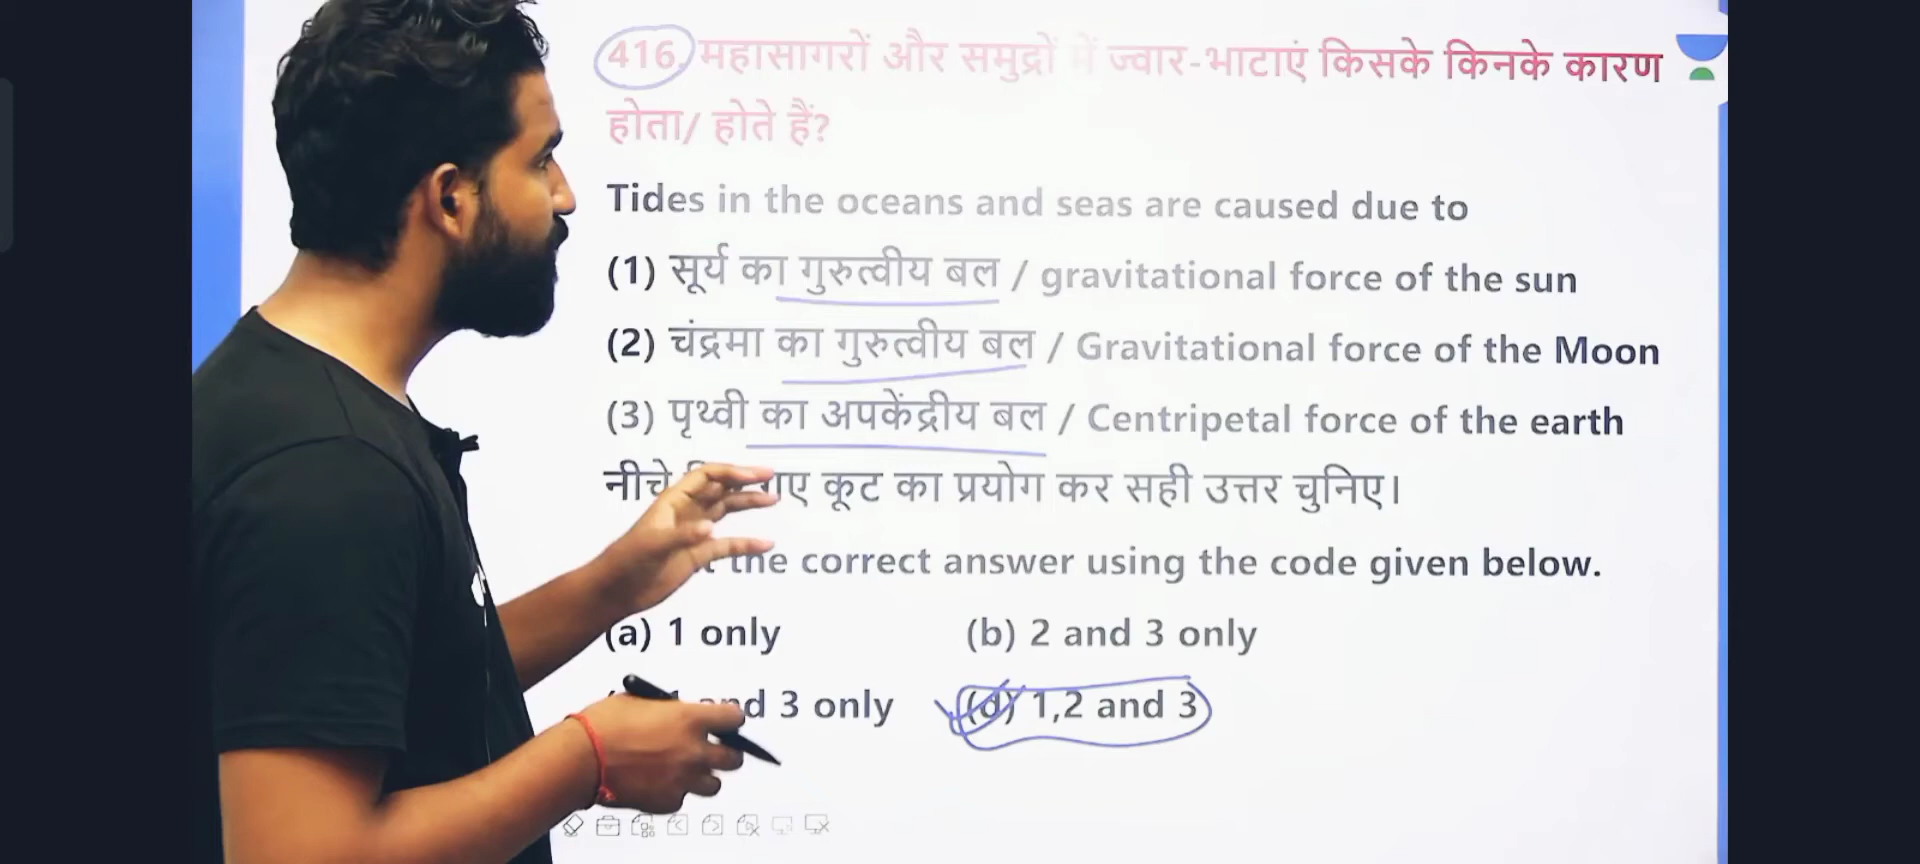 416. महासागरों और समुद्रों में ज्वार-भाटाएं किसके किनके कारण
होता/ होते हैं?
Tides in the oceans and seas are caused due to
(1) सूर्य का गुरुत्वीय बल / gravitational force of the sun
(2) चंद्रमा का गुरुत्वीय बल / Gravitational force of the Moon
(3) पृथ्वी का अपकेंद्रीय बल / Centripetal force of the earth
नीचे गए कूट का प्रयोग कर सही उत्तर चुनिए।
the correct answer using the code given below.
(a) 1 only (b) 2 and 3 only
and 3 only (d) 1,2 and 3